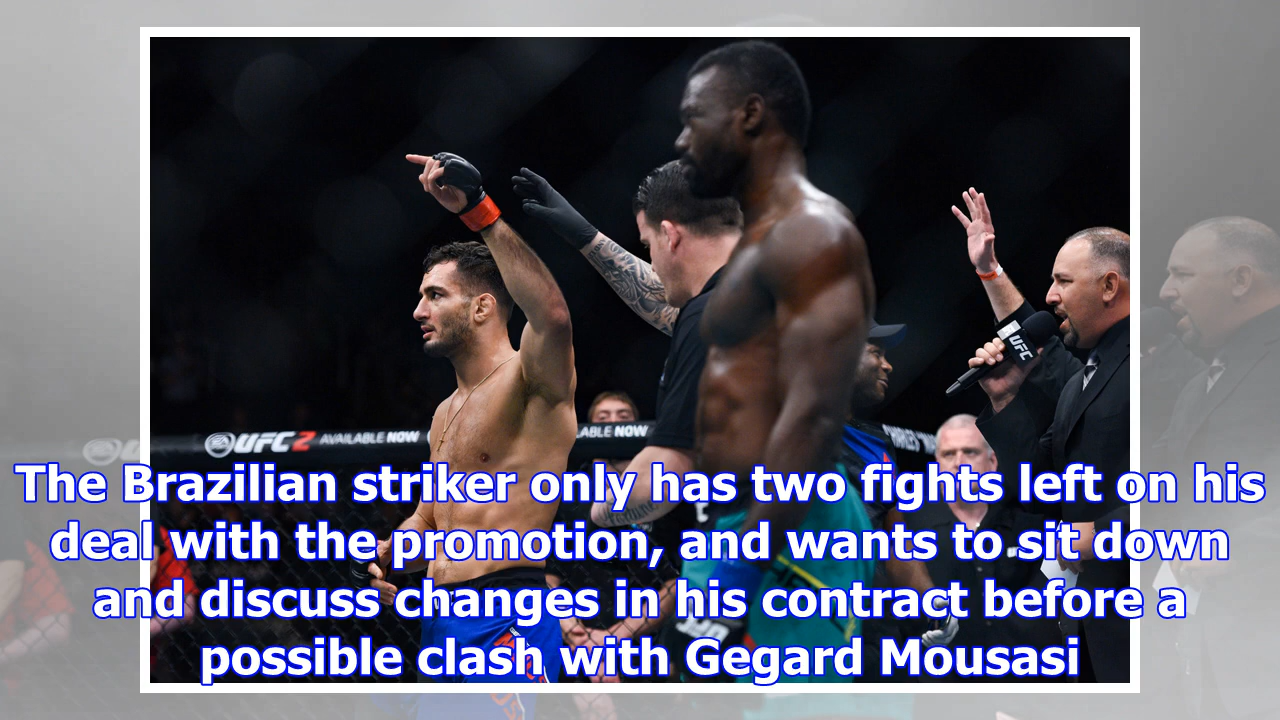 UFC
EA UFC 2 AVAILABLE NOW
ABLE NOW
The Brazilian striker only has two fights left on his
deal with the promotion, and wants to sit down
and discuss changes in his contract before a
possible clash with Gegard Mousasi